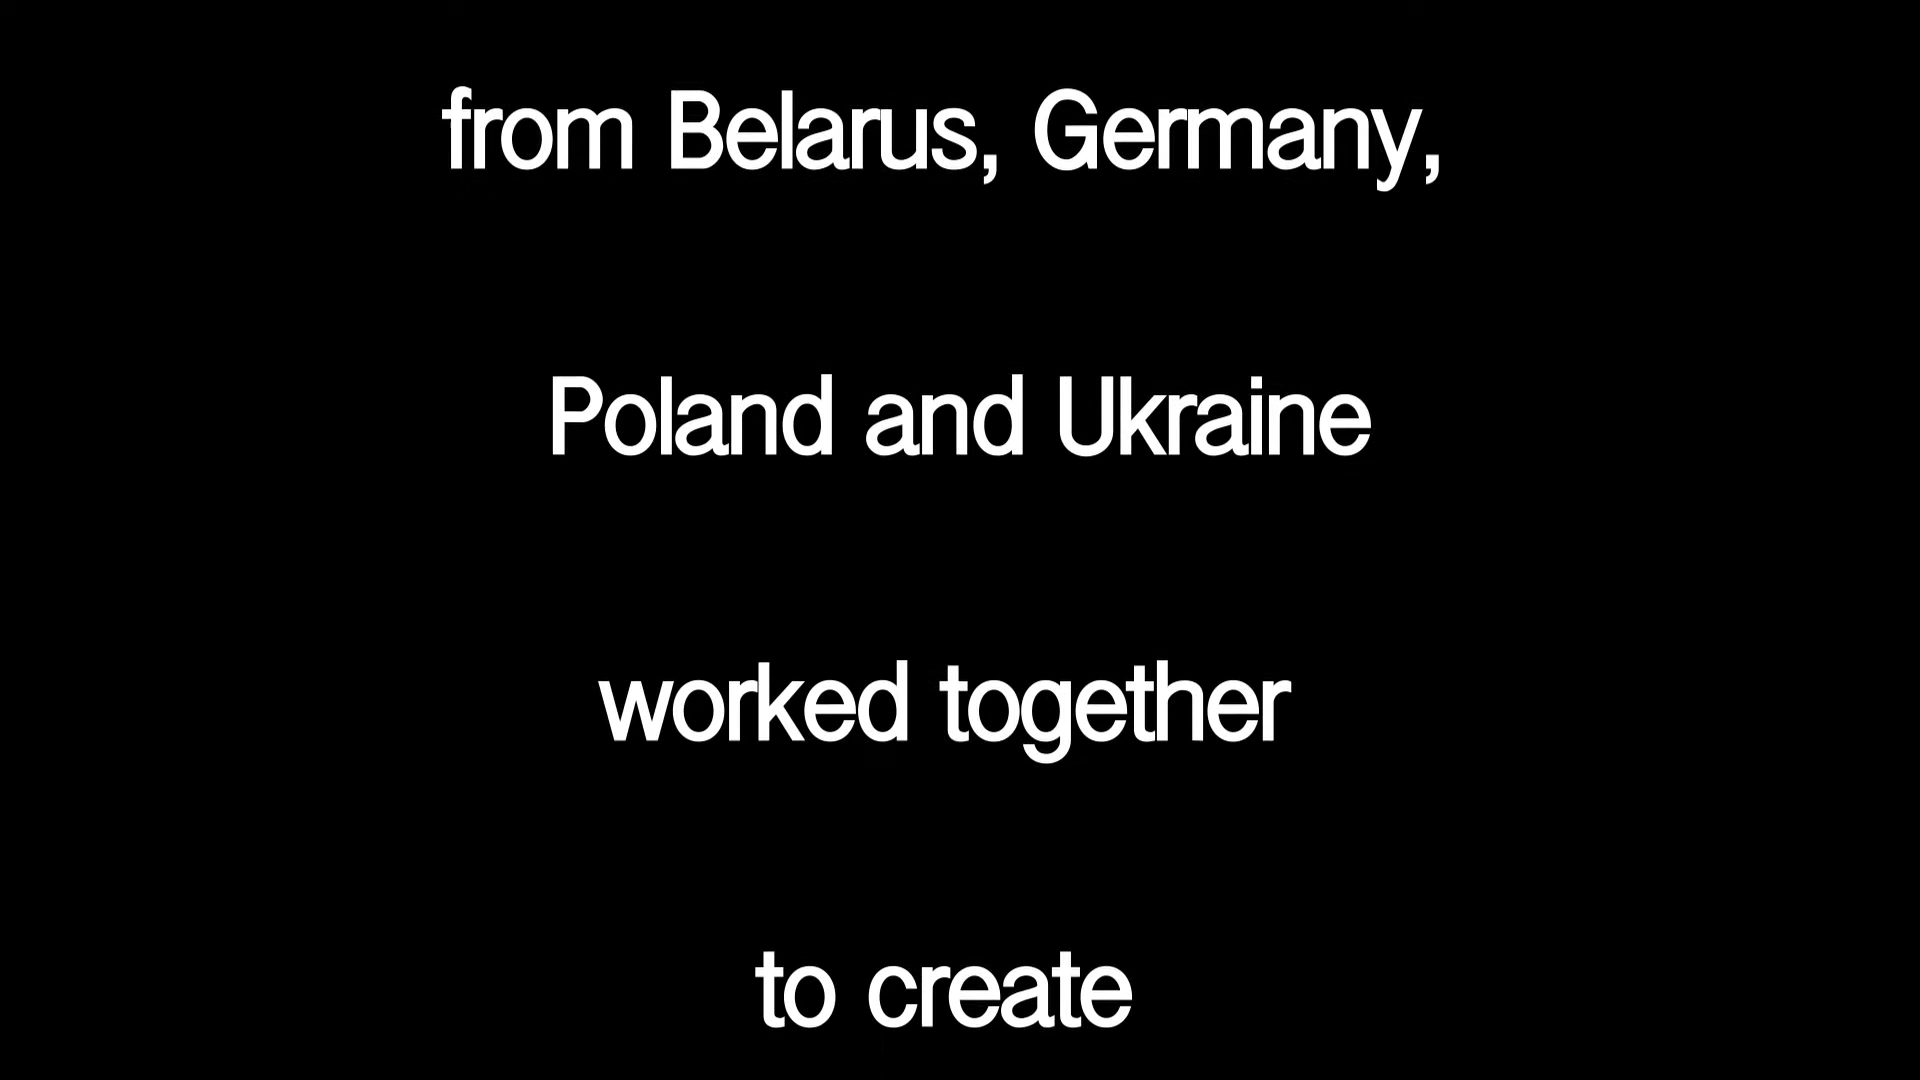 from Belarus, Germany,
Poland and Ukraine
worked together
to create